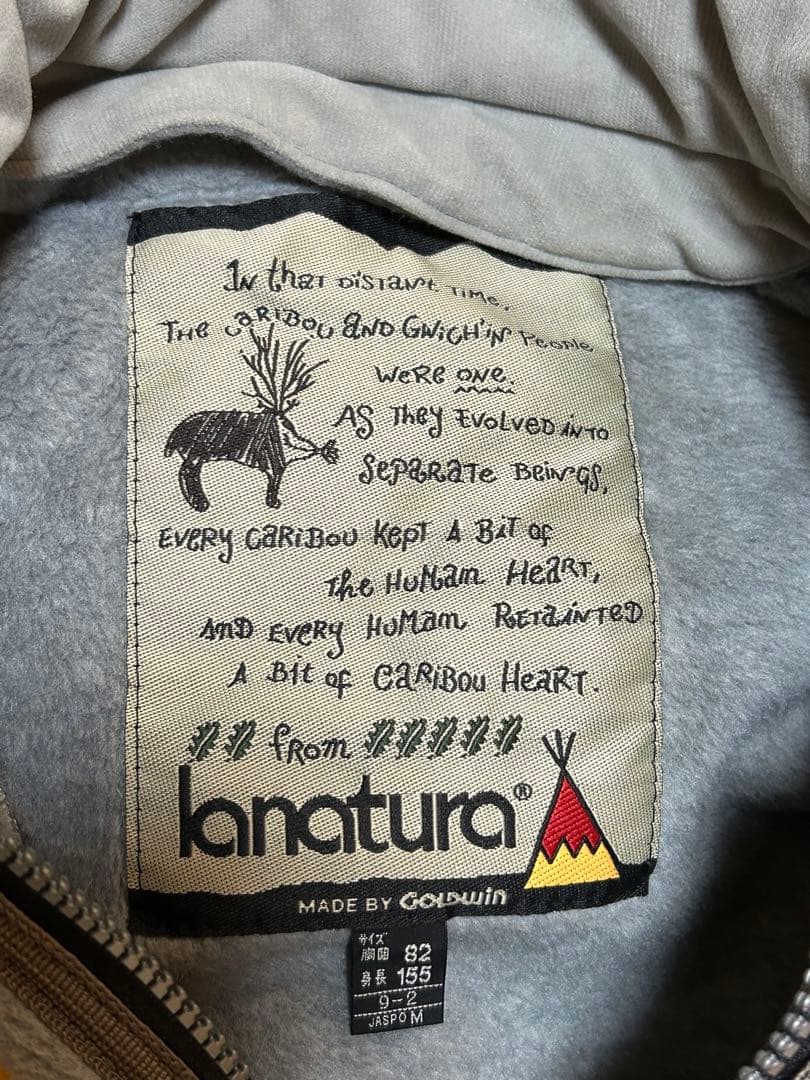 In that distant time,
The Caribou and Gwich'in People
were one.
As they evolved into
separate beings,
every caribou kept a bit of
the human heart,
and every human retainted
a bit of caribou heart.
from
lanatura®
MADE BY GOLDWIN
サイズ
胸囲 82
身長 155
9-2
JASPO M